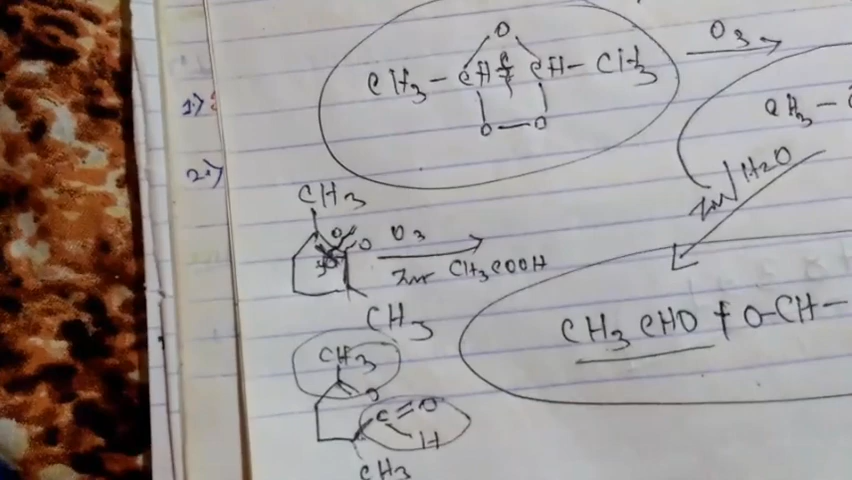 O
O3
CH3 - CH CH - CH3
O - O
1.)
CH3 -
2.)
Zn/H2O
CH3
O O
O3
Zn CH3COOH
CH3
CH3CHO + O-CH-
CH3
O
C=O
H
CH3